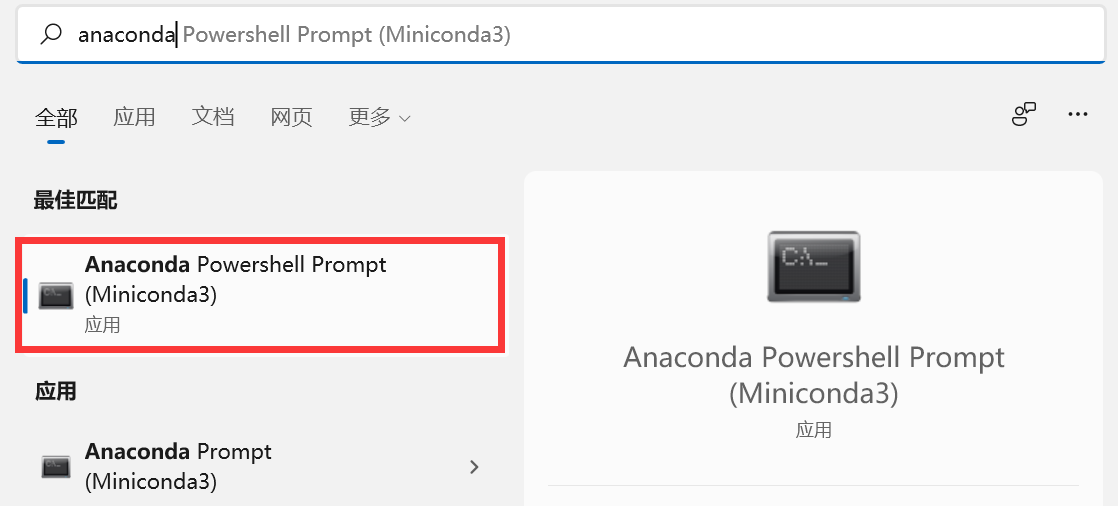 anaconda Powershell Prompt (Miniconda3)
全部 应用 文档 网页 更多
最佳匹配
Anaconda Powershell Prompt
(Miniconda3)
应用
应用
Anaconda Prompt
(Miniconda3)
C:\_
Anaconda Powershell Prompt
(Miniconda3)
应用